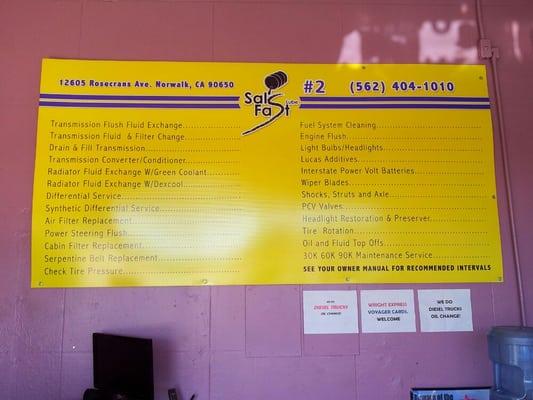 12605 Rosecrans Ave. Norwalk, CA 90650
Sal's Fast Lube
#2 (562) 404-1010
Transmission Flush Fluid Exchange
Transmission Fluid & Filter Change
Drain & Fill Transmission
Transmission Converter/Conditioner
Radiator Fluid Exchange W/Green Coolant
Radiator Fluid Exchange W/Dexcool
Differential Service
Synthetic Differential Service
Air Filter Replacement
Power Steering Flush
Cabin Filter Replacement
Serpentine Belt Replacement
Check Tire Pressure
Fuel System Cleaning
Engine Flush
Light Bulbs/Headlights
Lucas Additives
Interstate Power Volt Batteries
Wiper Blades
Shocks, Struts and Axle
PCV Valves
Headlight Restoration & Preserver
Tire Rotation
Oil and Fluid Top Offs
30K 60K 90K Maintenance Service
SEE YOUR OWNER MANUAL FOR RECOMMENDED INTERVALS
WE DO
DIESEL TRUCKS
OIL CHANGE!
WRIGHT EXPRESS
VOYAGER CARDS,
WELCOME
WE DO
DIESEL TRUCKS
OIL CHANGE!